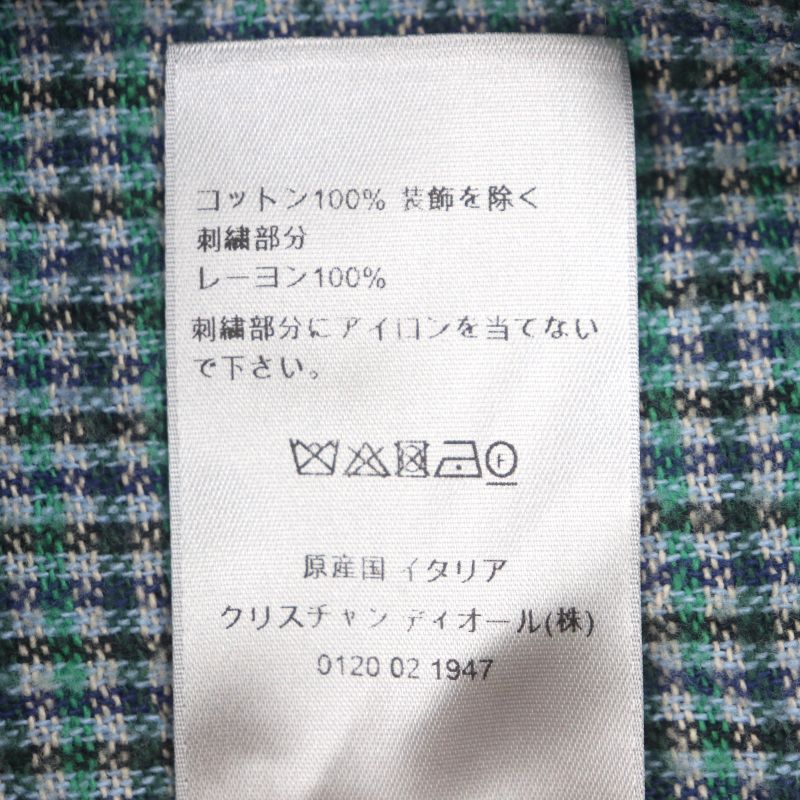 コットン100% 装飾を除く
刺繍部分
レーヨン100%
刺繍部分にアイロンを当てない
で下さい。
F
原産国 イタリア
クリスチャン ディオール(株)
0120 02 1947